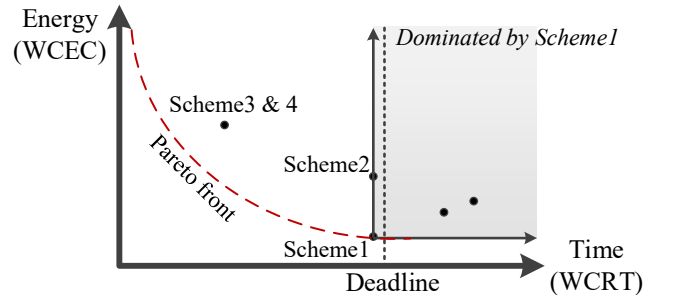 Energy
(WCEC)
Dominated by Scheme1
Scheme3 & 4
Pareto front
Scheme2
Scheme1
Deadline
Time
(WCRT)